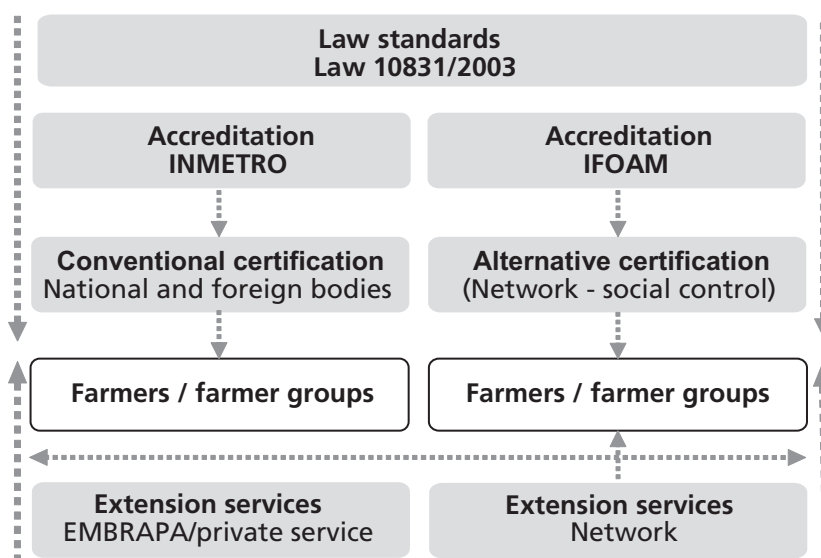 Law standards
Law 10831/2003
Accreditation
INMETRO
Accreditation
IFOAM
Conventional certification
National and foreign bodies
Alternative certification
(Network - social control)
Farmers / farmer groups
Farmers / farmer groups
Extension services
EMBRAPA/private service
Extension services
Network